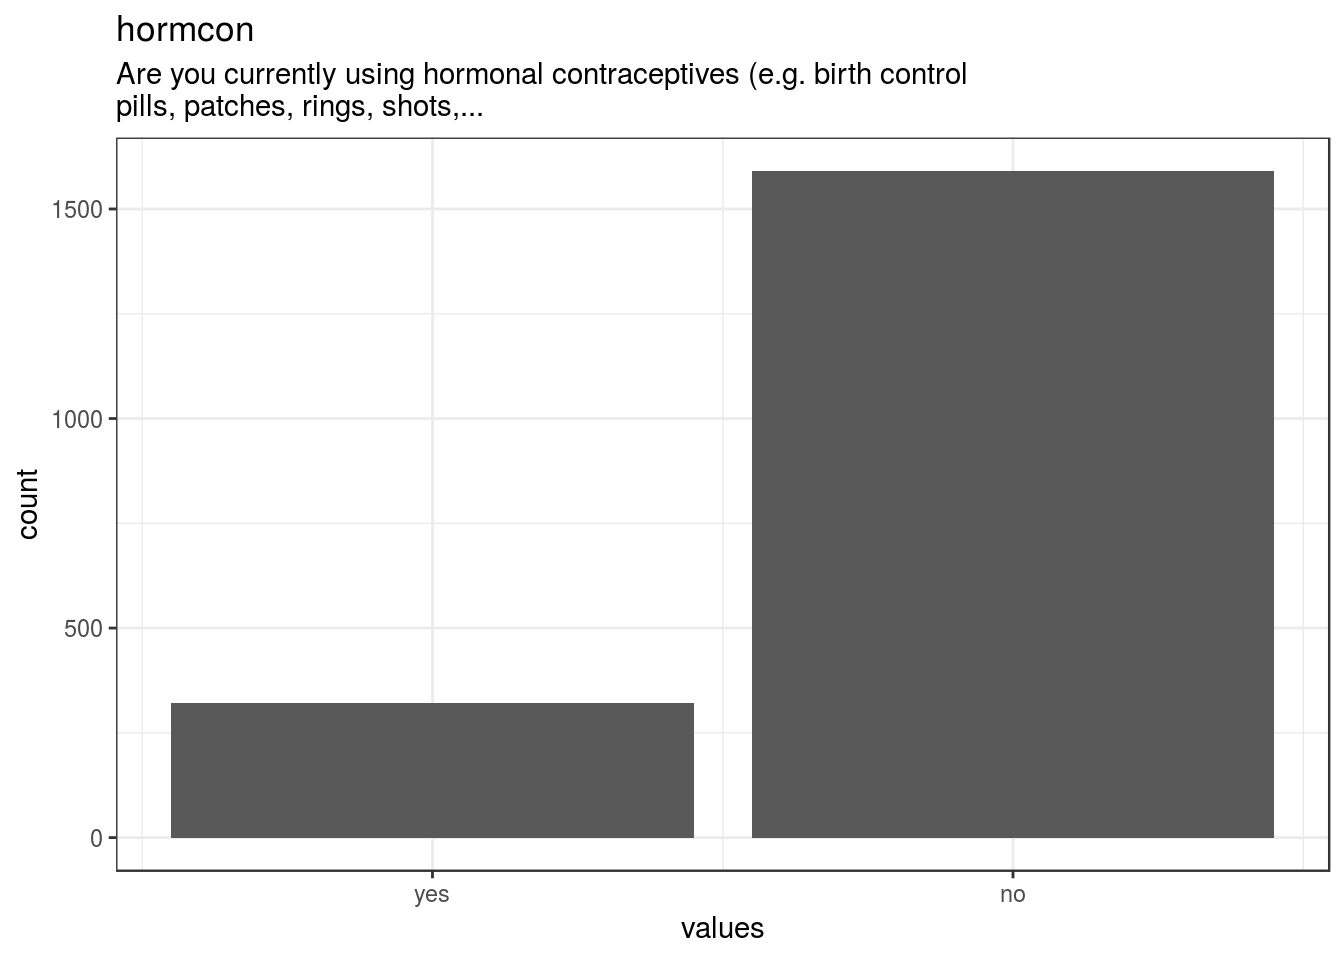 hormcon
Are you currently using hormonal contraceptives (e.g. birth control
pills, patches, rings, shots,...
1500
1000
500
0
count
yes no
values